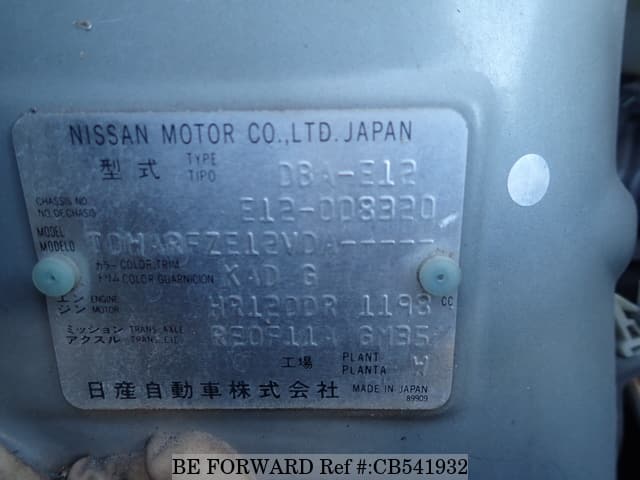 NISSAN MOTOR CO.,LTD. JAPAN
型式 TYPE TIPO DBA-E12
CHASSIS NO. NO. DE CHASIS E12-008320
MODEL MODELO TDHARFZE12VDA-----
カラー COLOR, TRIM トリム COLOR GUARNICION KAD G
エンジン ENGINE MOTOR HR12DDR 1198 CC
ミッション TRANS. AXLE アクスル TRANS. EJE RE0F11A GM35
工場 PLANT PLANTA W
日産自動車株式会社 MADE IN JAPAN
89909
BE FORWARD Ref #:CB541932